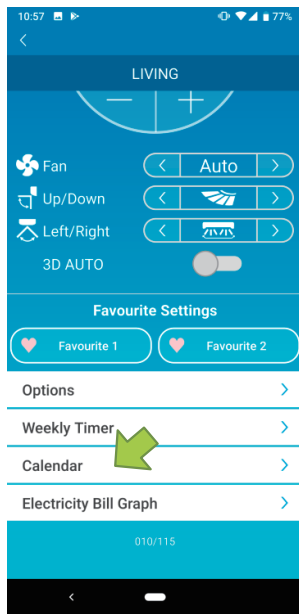 10:57 77%
LIVING
Fan Auto
Up/Down
Left/Right
3D AUTO
Favourite Settings
Favourite 1 Favourite 2
Options
Weekly Timer
Calendar
Electricity Bill Graph
010/115